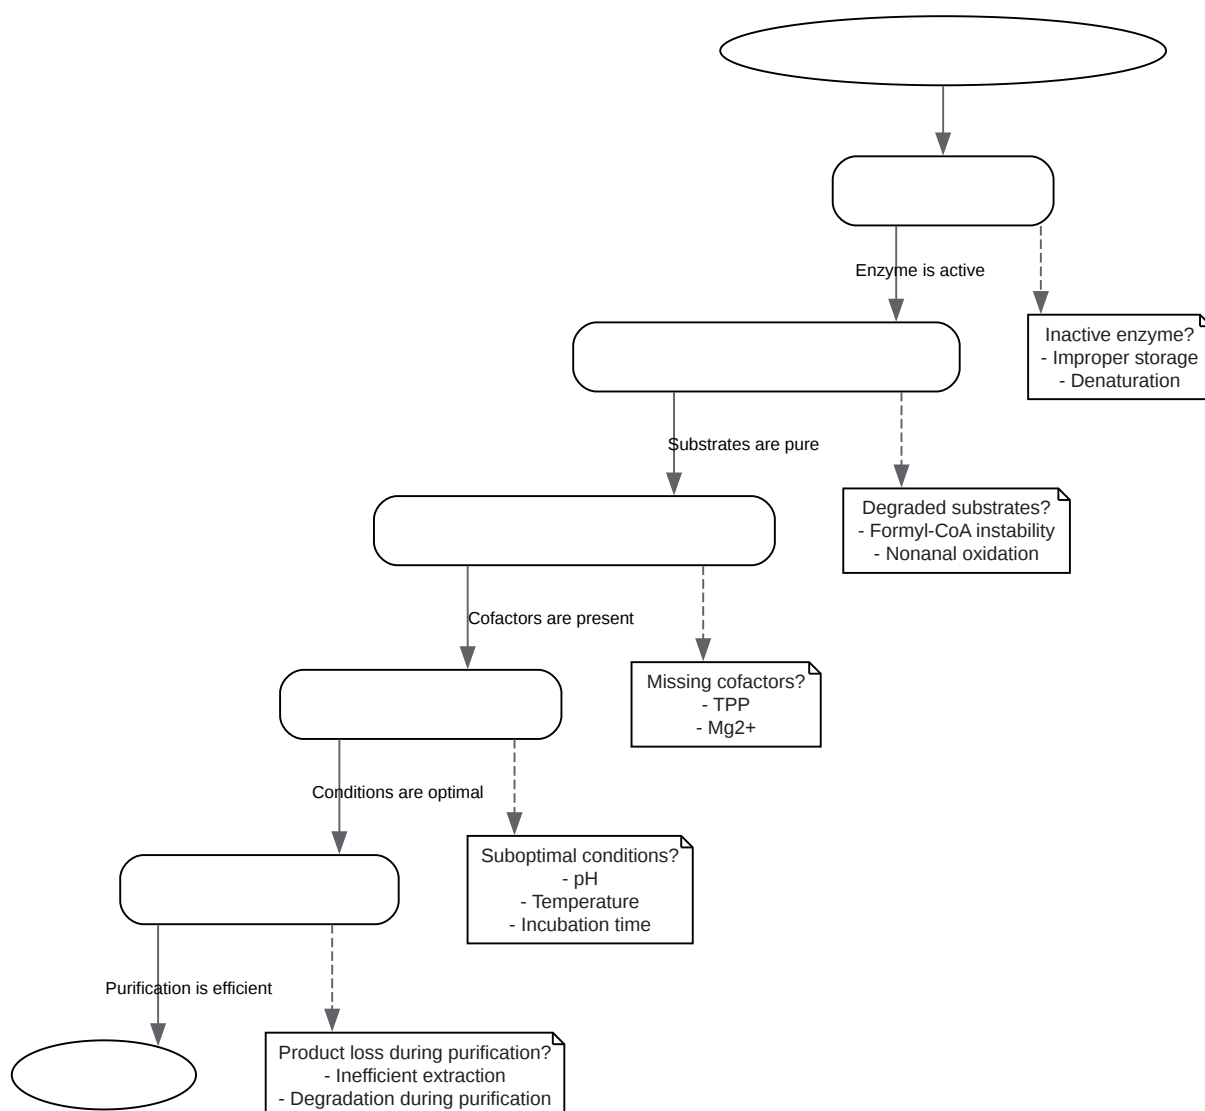 Enzyme is active
Inactive enzyme?
- Improper storage
- Denaturation
Substrates are pure
Degraded substrates?
- Formyl-CoA instability
- Nonanal oxidation
Cofactors are present
Missing cofactors?
- TPP
- Mg2+
Conditions are optimal
Suboptimal conditions?
- pH
- Temperature
- Incubation time
Purification is efficient
Product loss during purification?
- Inefficient extraction
- Degradation during purification